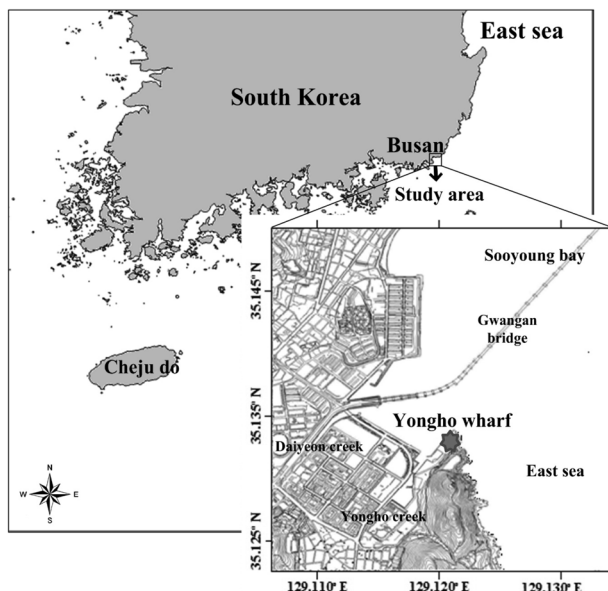 East sea
South Korea
Busan
Study area
Cheju do
N
W E
S
Sooyoung bay
Gwangan
bridge
Yongho wharf
Daiyeon creek
East sea
Yongho creek
35.145° N
35.135° N
35.125° N
129.110° E 129.120° E 129.130° E